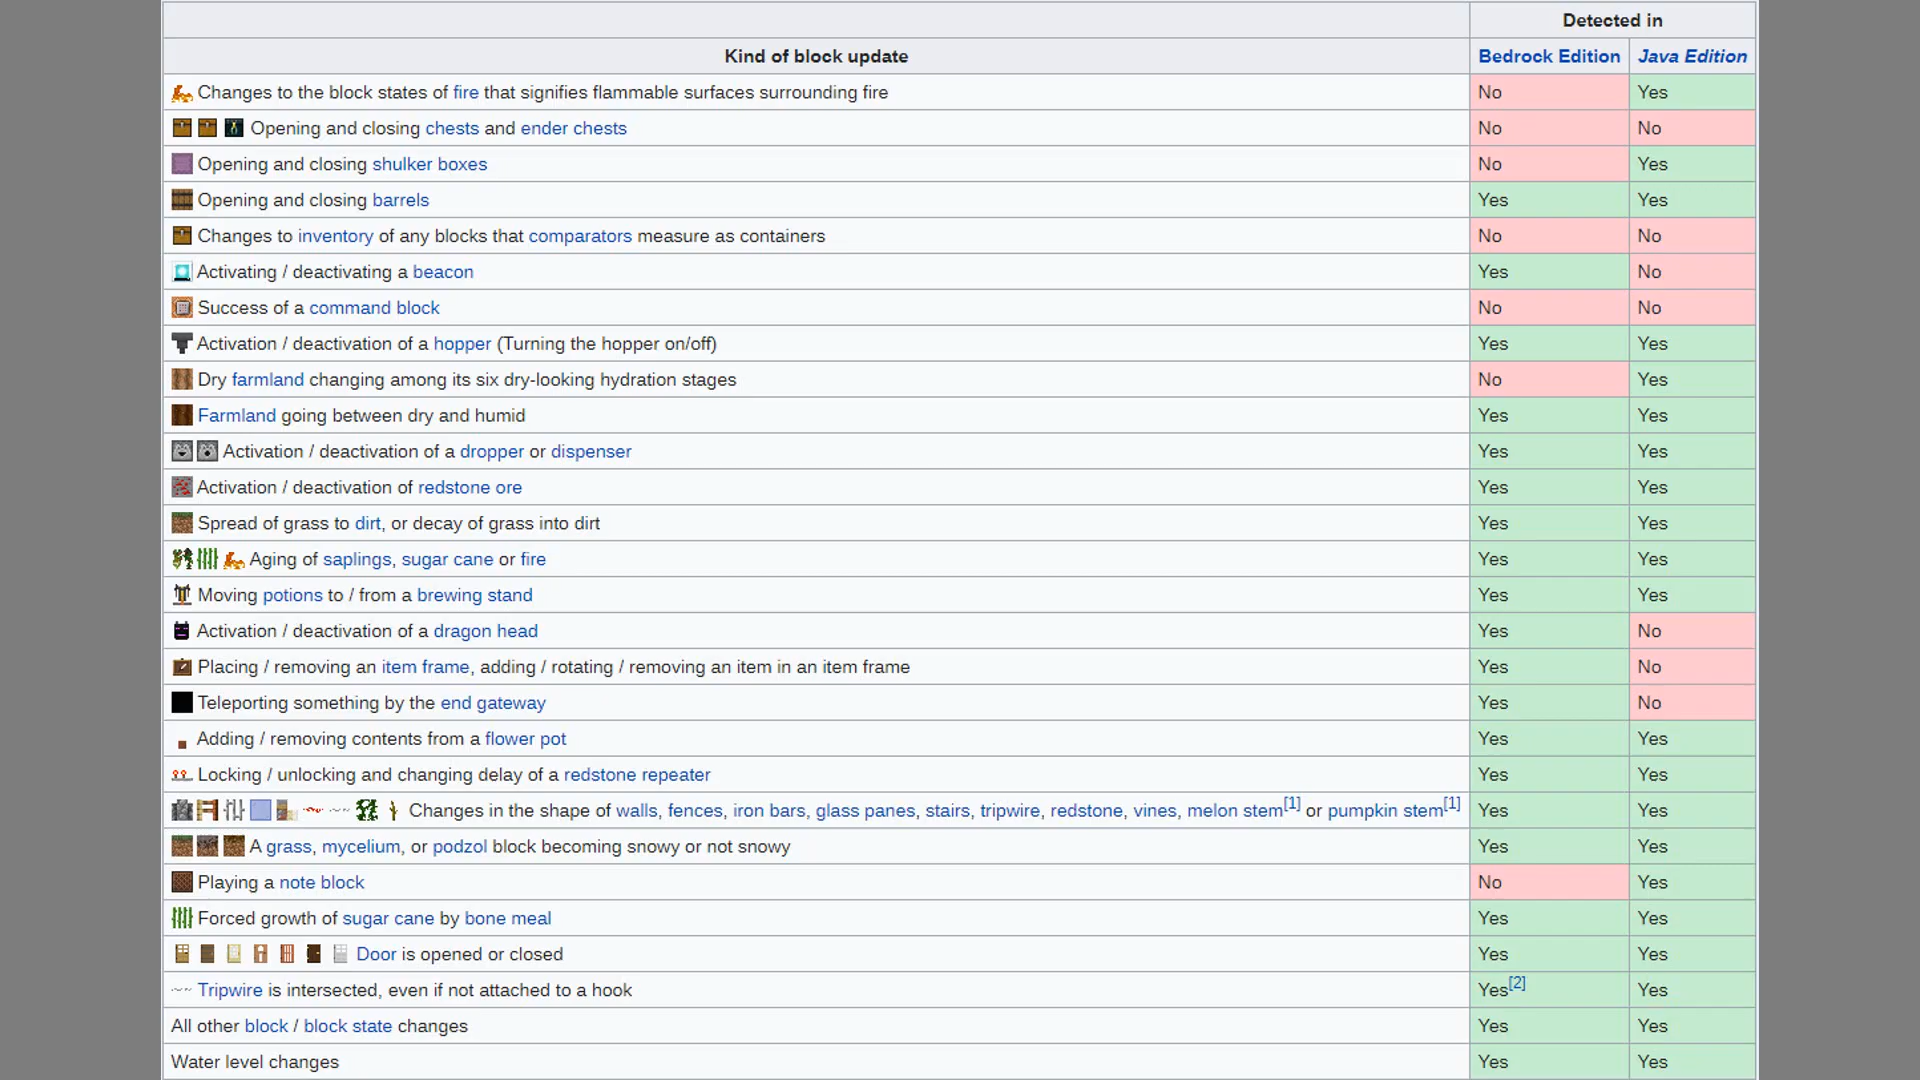 Detected in
Kind of block update Bedrock Edition Java Edition
Changes to the block states of fire that signifies flammable surfaces surrounding fire No Yes
Opening and closing chests and ender chests No No
Opening and closing shulker boxes No Yes
Opening and closing barrels Yes Yes
Changes to inventory of any blocks that comparators measure as containers No No
Activating / deactivating a beacon Yes No
Success of a command block No No
Activation / deactivation of a hopper (Turning the hopper on/off) Yes Yes
Dry farmland changing among its six dry-looking hydration stages No Yes
Farmland going between dry and humid Yes Yes
Activation / deactivation of a dropper or dispenser Yes Yes
Activation / deactivation of redstone ore Yes Yes
Spread of grass to dirt, or decay of grass into dirt Yes Yes
Aging of saplings, sugar cane or fire Yes Yes
Moving potions to / from a brewing stand Yes Yes
Activation / deactivation of a dragon head Yes No
Placing / removing an item frame, adding / rotating / removing an item in an item frame Yes No
Teleporting something by the end gateway Yes No
Adding / removing contents from a flower pot Yes Yes
Locking / unlocking and changing delay of a redstone repeater Yes Yes
Changes in the shape of walls, fences, iron bars, glass panes, stairs, tripwire, redstone, vines, melon stem[1] or pumpkin stem[1] Yes Yes
A grass, mycelium, or podzol block becoming snowy or not snowy Yes Yes
Playing a note block No Yes
Forced growth of sugar cane by bone meal Yes Yes
Door is opened or closed Yes Yes
Tripwire is intersected, even if not attached to a hook Yes[2] Yes
All other block / block state changes Yes Yes
Water level changes Yes Yes